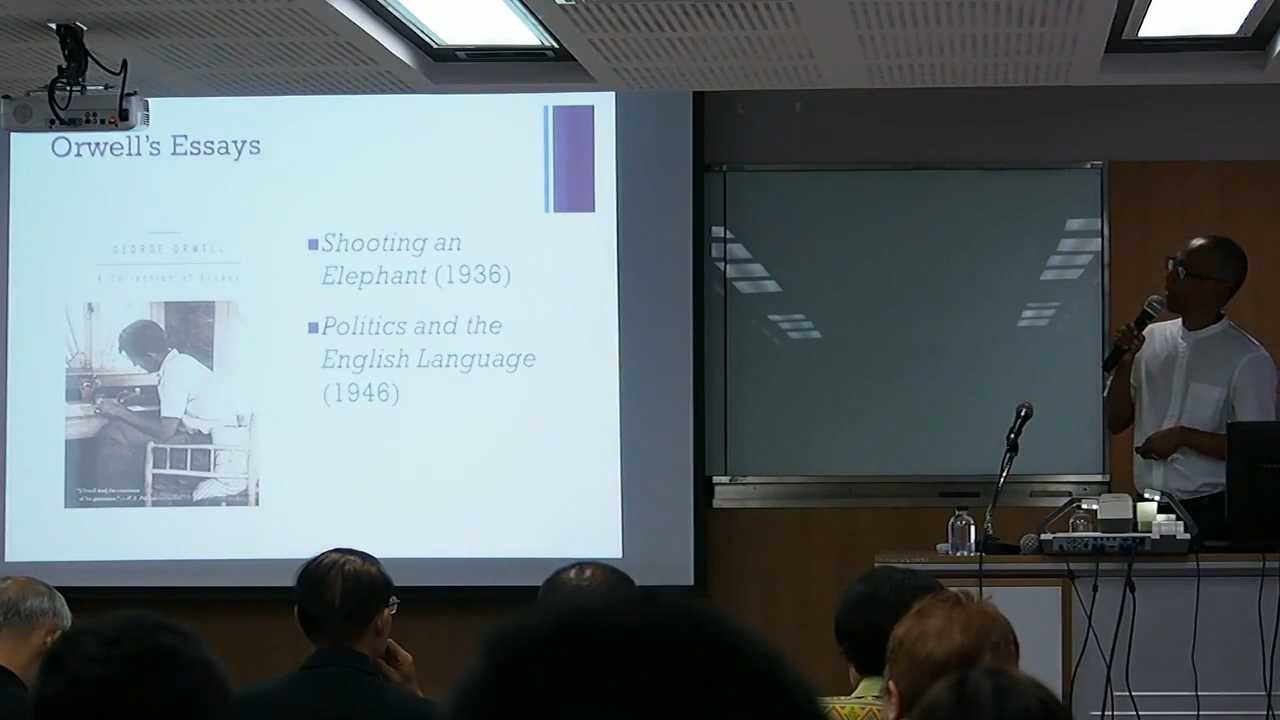 Orwell's Essays
GEORGE ORWELL
A Collection of Essays
■Shooting an
Elephant (1936)
■Politics and the
English Language
(1946)